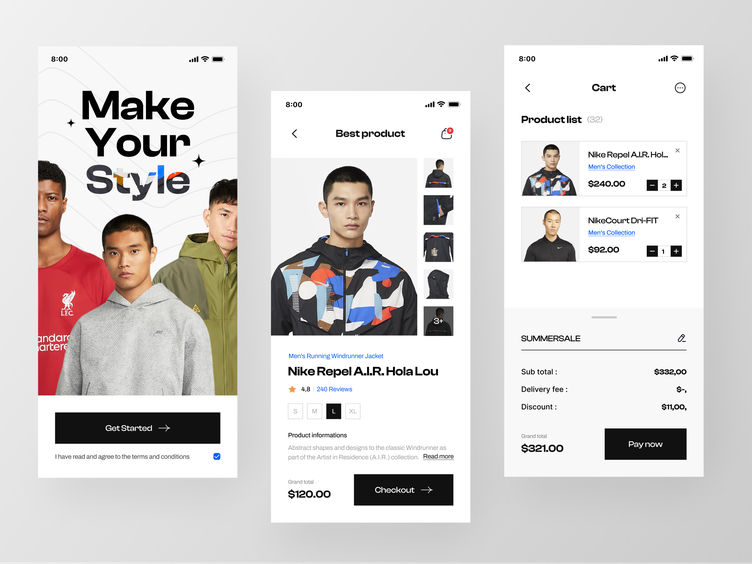 8:00
Make
Your
Style
L.F.C.
Get Started
I have read and agree to the terms and conditions
8:00
Best product
3+
Men's Running Windrunner Jacket
Nike Repel A.I.R. Hola Lou
4,8 240 Reviews
S M L XL
Product informations
Abstract shapes and designs to the classic Windrunner as
part of the Artist in Residence (A.I.R.) collection. Read more
Grand total
$120.00
Checkout
8:00
Cart
Product list (32)
Nike Repel A.I.R. Hol...
Men's Collection
$240.00
2
NikeCourt Dri-FIT
Men's Collection
$92.00
1
SUMMERSALE
Sub total : $332,00
Delivery fee : $-,
Discount : $11,00,
Grand total
$321.00
Pay now